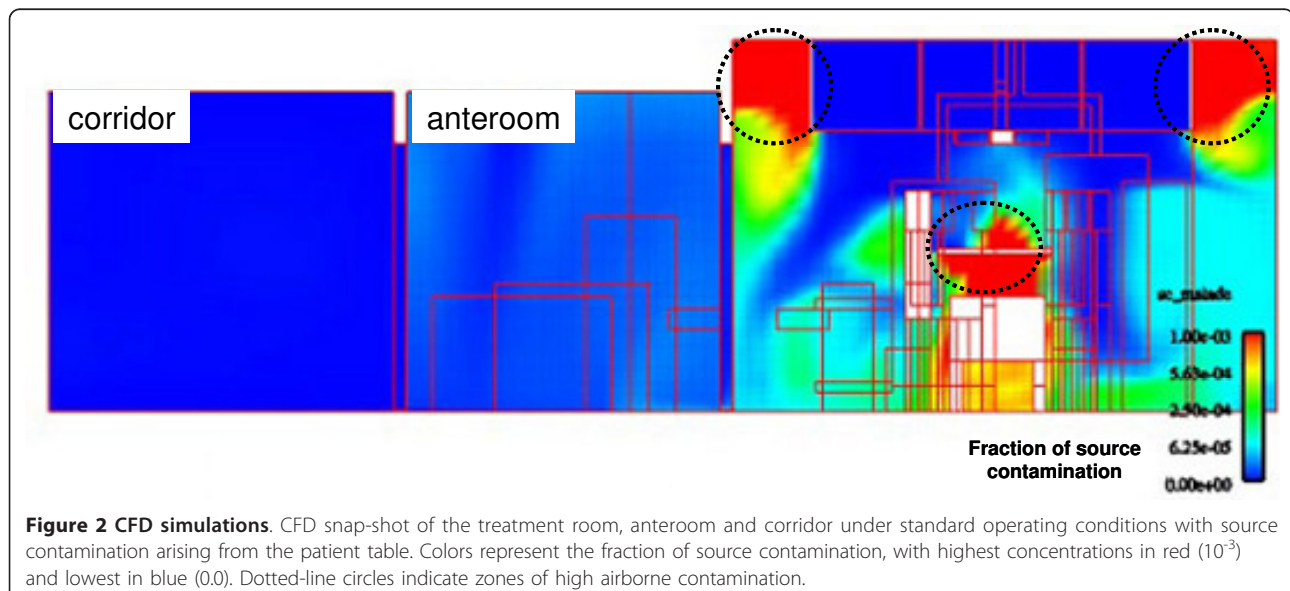 corridor
anteroom
sc_malade
1.00e-03
5.63e-04
2.50e-04
6.25e-05
0.00e+00
Fraction of source
contamination
Figure 2 CFD simulations. CFD snap-shot of the treatment room, anteroom and corridor under standard operating conditions with source
contamination arising from the patient table. Colors represent the fraction of source contamination, with highest concentrations in red (10⁻³)
and lowest in blue (0.0). Dotted-line circles indicate zones of high airborne contamination.